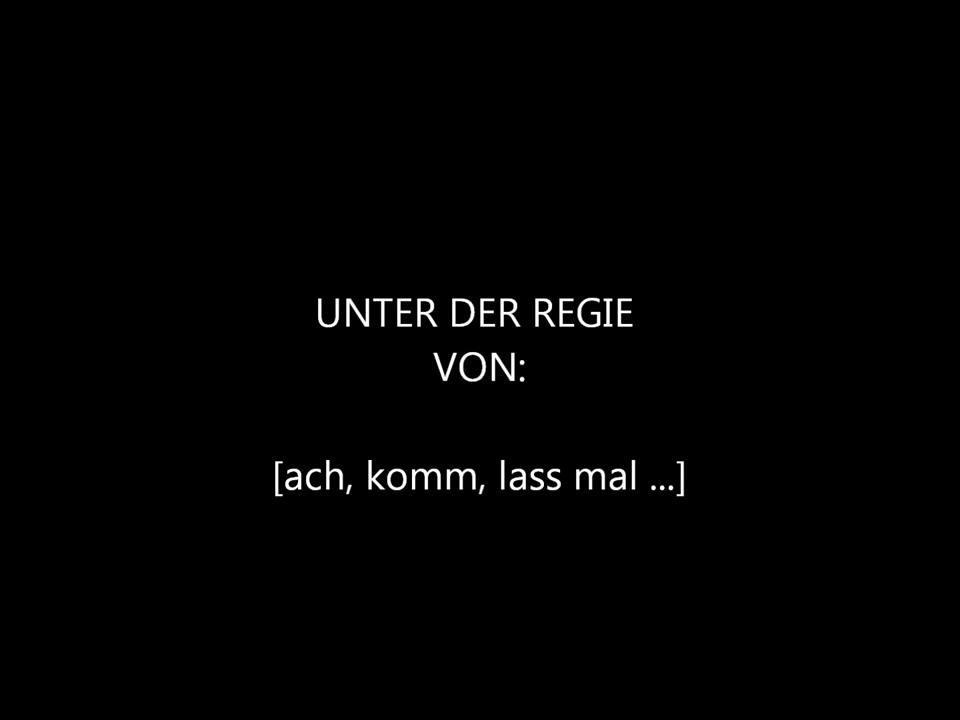 UNTER DER REGIE
VON:
[ach, komm, lass mal ...]